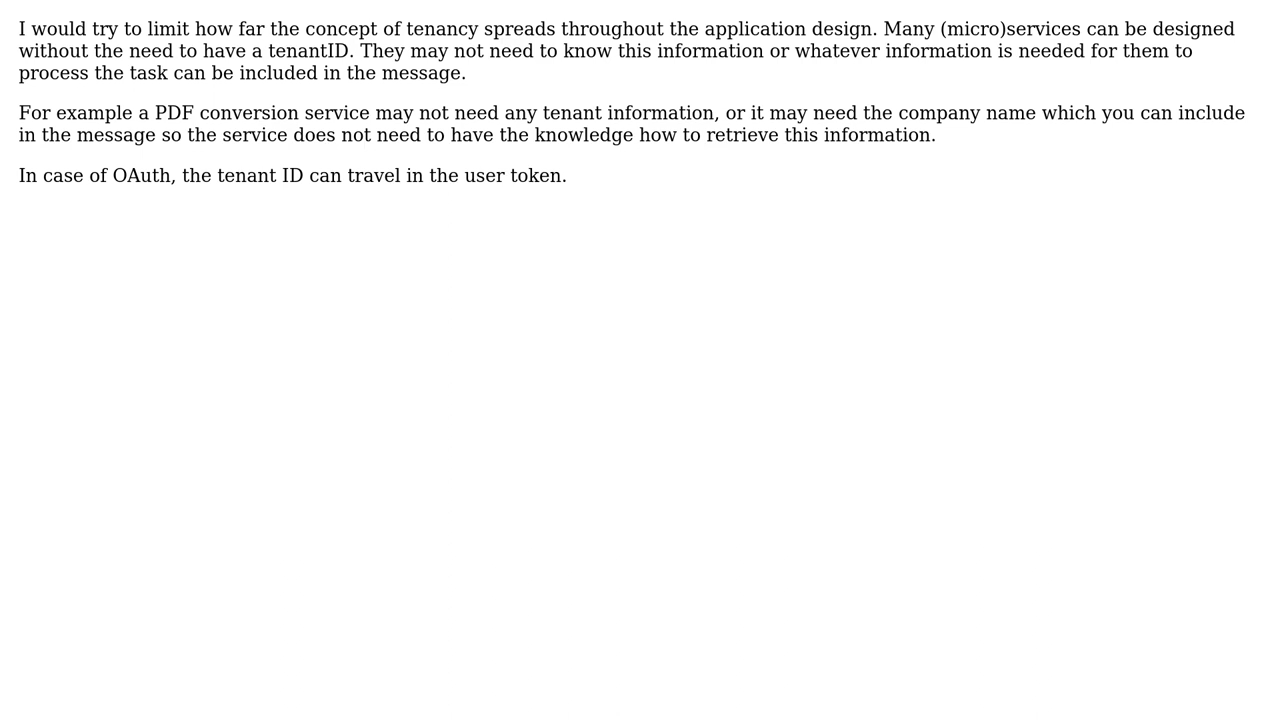 I would try to limit how far the concept of tenancy spreads throughout the application design. Many (micro)services can be designed
without the need to have a tenantID. They may not need to know this information or whatever information is needed for them to
process the task can be included in the message.
For example a PDF conversion service may not need any tenant information, or it may need the company name which you can include
in the message so the service does not need to have the knowledge how to retrieve this information.
In case of OAuth, the tenant ID can travel in the user token.